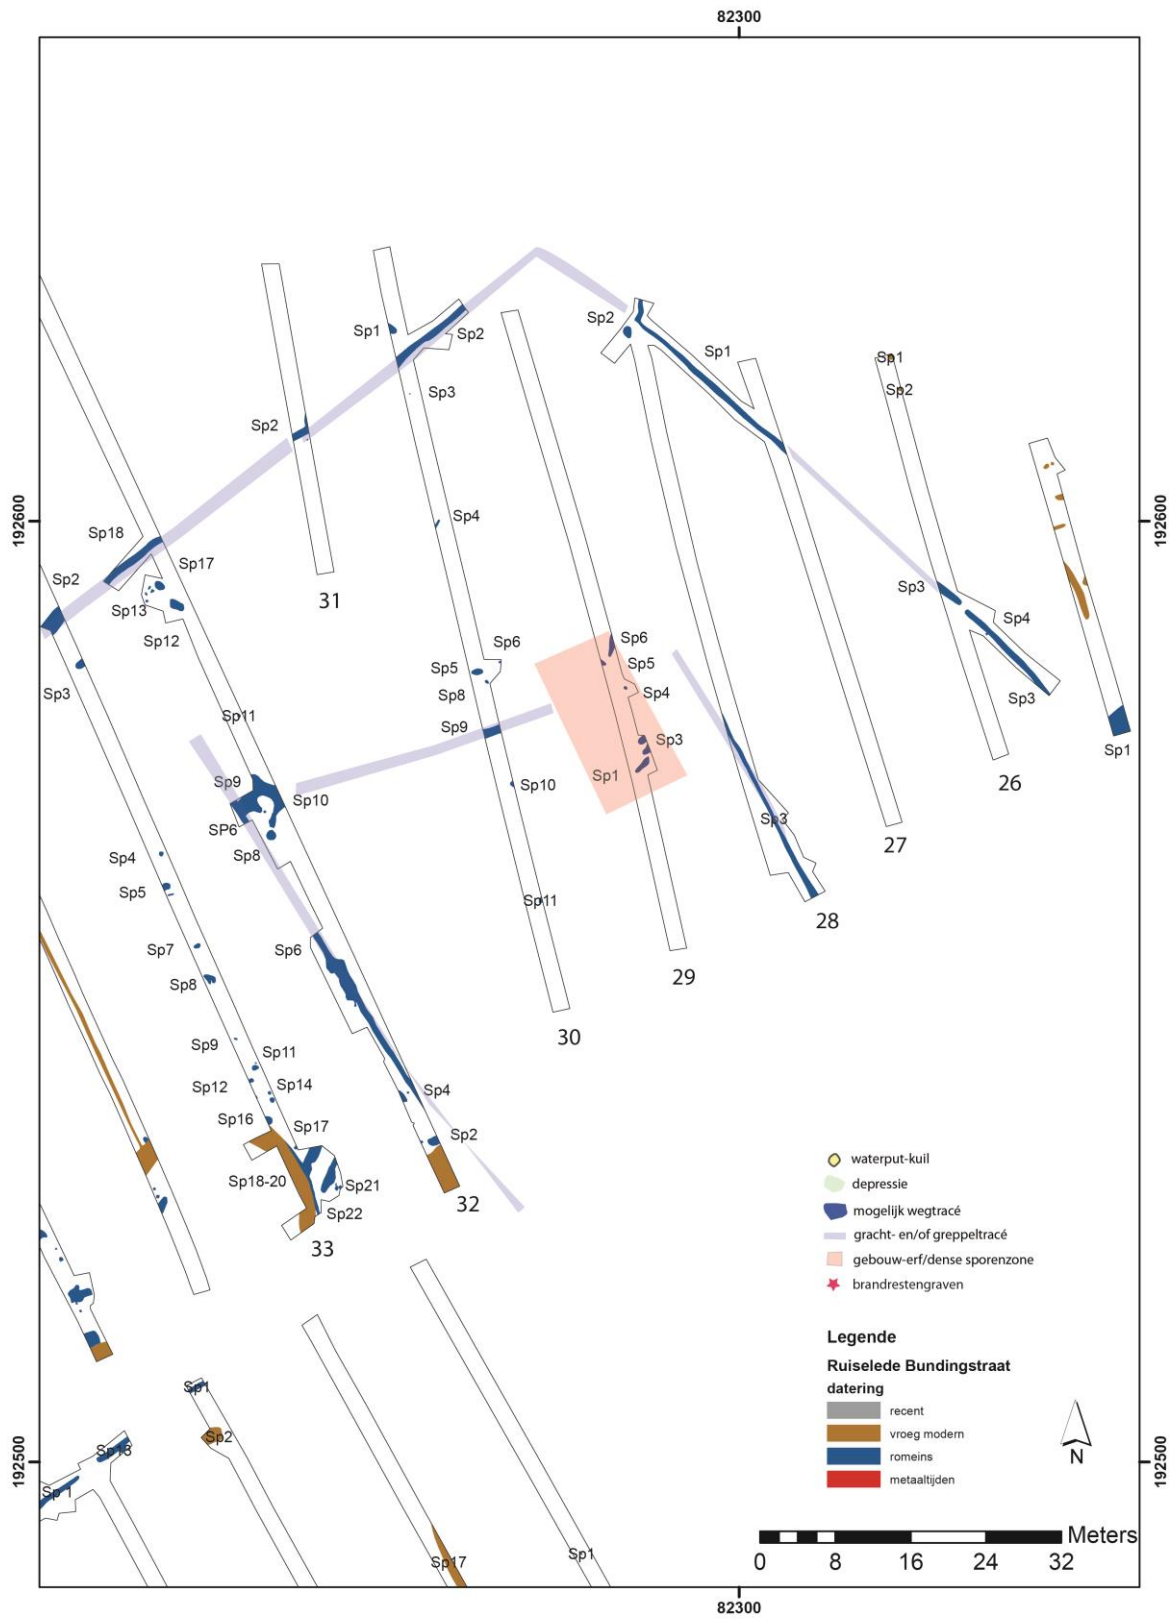 82300
Sp2
Sp1
Sp1
Sp2
Sp1
Sp3
Sp2
Sp2
192600
192600
Sp4
Sp18
Sp17
Sp2
Sp3
31
Sp13
Sp4
Sp12
Sp6
Sp6
Sp5
Sp5
Sp3
Sp8
Sp4
Sp3
Sp11
Sp9
Sp3
Sp1
Sp1
Sp9
Sp10
26
Sp10
SP6
Sp3
Sp8
27
Sp4
Sp5
Sp11
28
Sp7
Sp6
Sp8
29
30
Sp9
Sp11
Sp12
Sp14
Sp4
Sp16
Sp17
Sp2
Sp18-20
Sp21
32
Sp22
33
waterput-kuil
depressie
mogelijk wegtracé
gracht- en/of greppeltracé
gebouw-erf/dense sporenzone
brandrestengraven
Legende
Ruiselede Bundingstraat
datering
recent
vroeg modern
romeins
metaaltijden
N
Sp1
Sp2
Sp13
Sp 1
192500
192500
Sp17
Sp1
Meters
0 8 16 24 32
82300